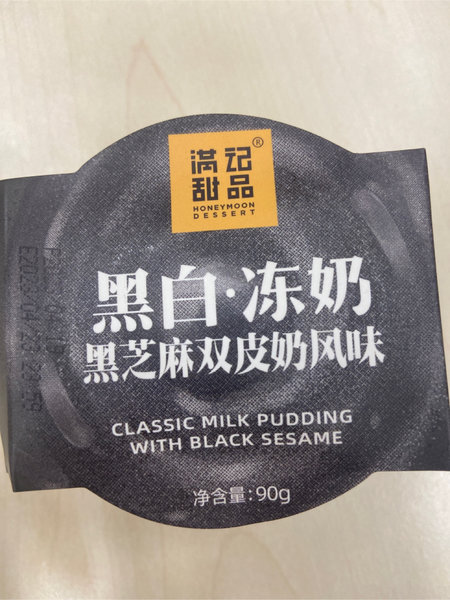 满记®
甜品
HONEYMOON
DESSERT
黑白·冻奶
黑芝麻双皮奶风味
CLASSIC MILK PUDDING
WITH BLACK SESAME
净含量:90g